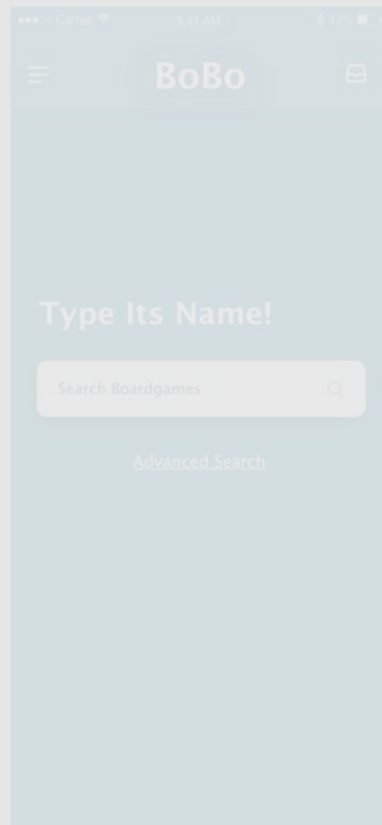 Carrier 9:41 AM 42%
BoBo
Type Its Name!
Search Boardgames
Advanced Search